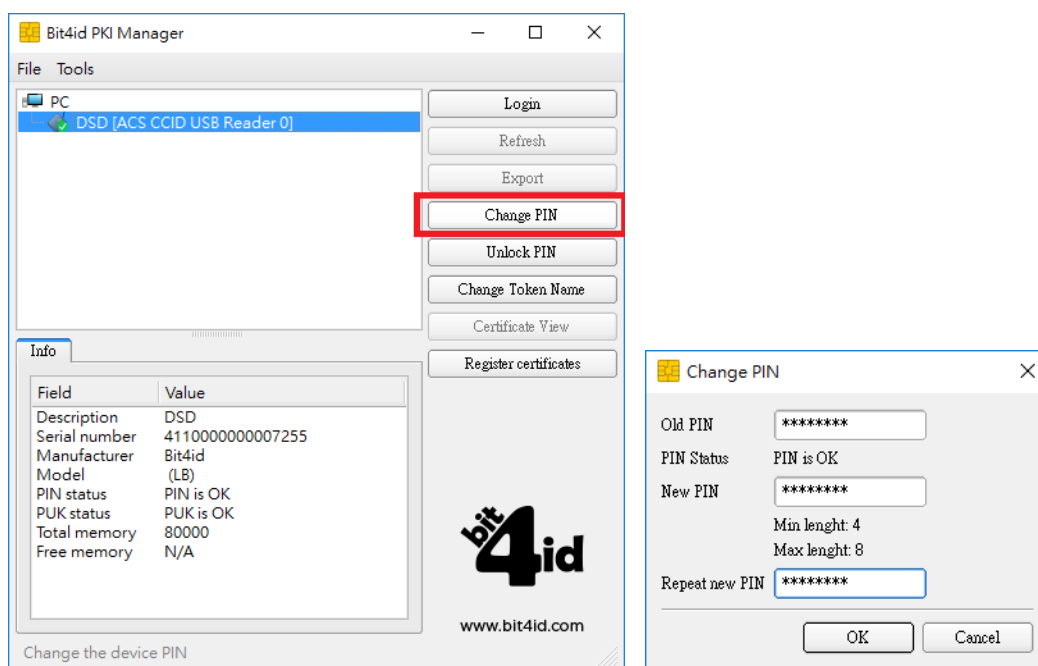 Bit4id PKI Manager
File Tools
PC
DSD [ACS CCID USB Reader 0]
Login
Refresh
Export
Change PIN
Unlock PIN
Change Token Name
Certificate View
Register certificates
Info
Field Value
Description DSD
Serial number 4110000000007255
Manufacturer Bit4id
Model (LB)
PIN status PIN is OK
PUK status PUK is OK
Total memory 80000
Free memory N/A
bit4id
www.bit4id.com
Change the device PIN
Change PIN
Old PIN ********
PIN Status PIN is OK
New PIN ********
Min lenght: 4
Max lenght: 8
Repeat new PIN ********
OK Cancel